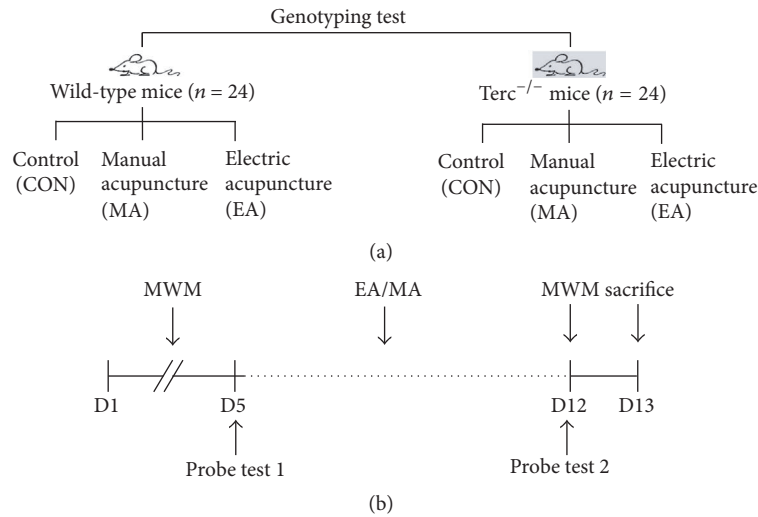 Genotyping test
Wild-type mice (n = 24)
Terc−/− mice (n = 24)
Control
(CON)
Manual
acupuncture
(MA)
Electric
acupuncture
(EA)
Control
(CON)
Manual
acupuncture
(MA)
Electric
acupuncture
(EA)
(a)
MWM
EA/MA
MWM sacrifice
D1
D5
D12
D13
Probe test 1
Probe test 2
(b)